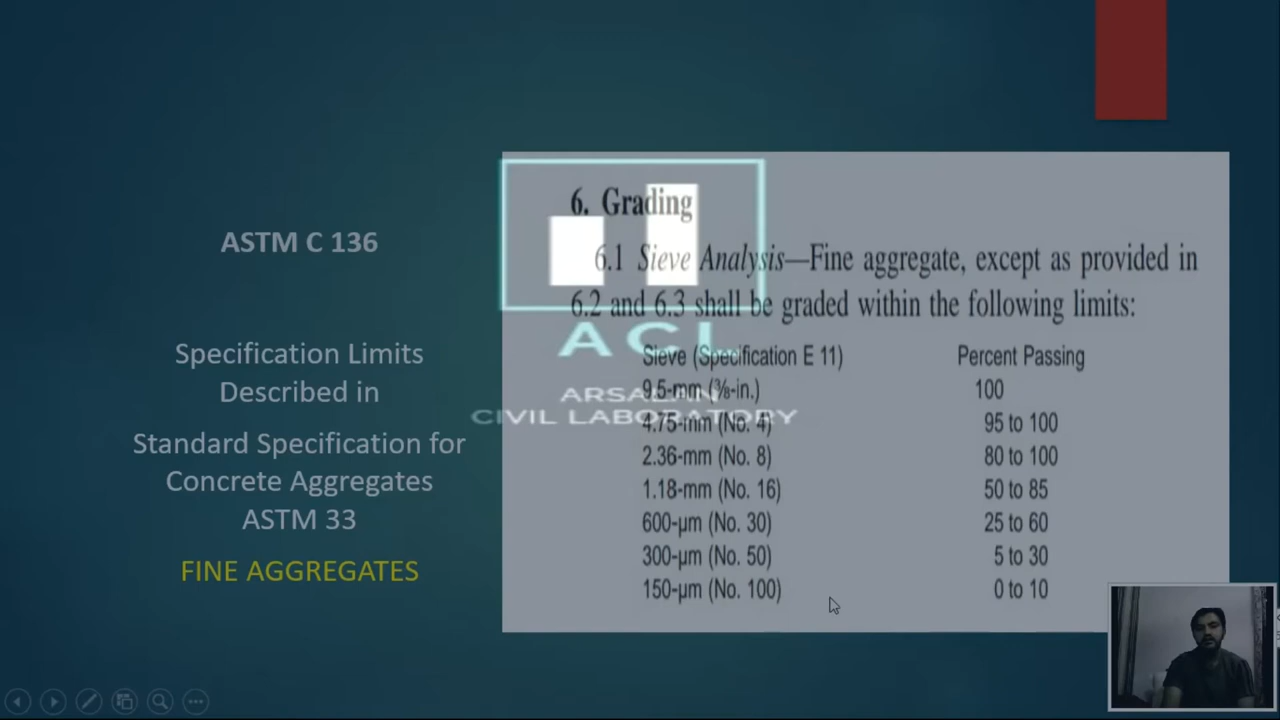 ASTM C 136
Specification Limits
Described in
Standard Specification for
Concrete Aggregates
ASTM 33
FINE AGGREGATES
6. Grading
6.1 Sieve Analysis—Fine aggregate, except as provided in
6.2 and 6.3 shall be graded within the following limits:
Sieve (Specification E 11) Percent Passing
9.5-mm (⅜-in.) 100
4.75-mm (No. 4) 95 to 100
2.36-mm (No. 8) 80 to 100
1.18-mm (No. 16) 50 to 85
600-μm (No. 30) 25 to 60
300-μm (No. 50) 5 to 30
150-μm (No. 100) 0 to 10
ACL
ARSALAN
CIVIL LABORATORY